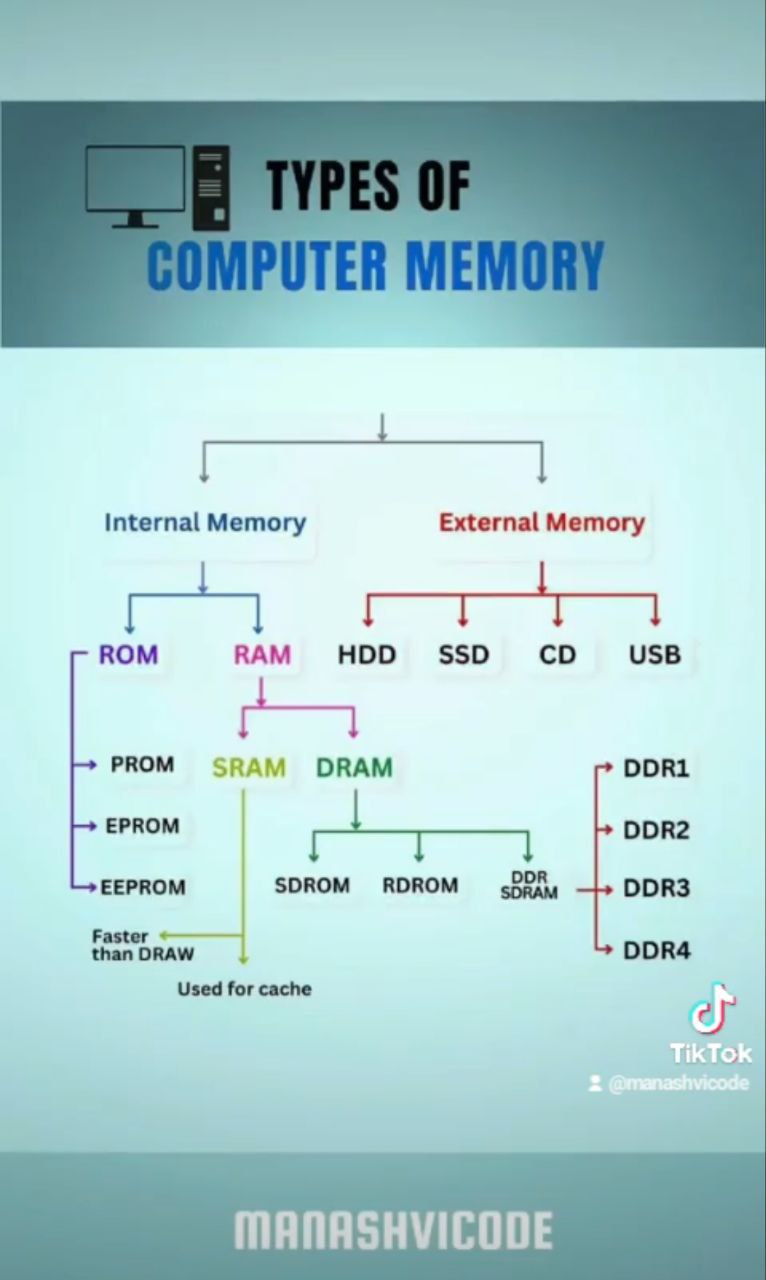 TYPES OF
COMPUTER MEMORY
Internal Memory
External Memory
ROM
RAM
HDD
SSD
CD
USB
PROM
SRAM
DRAM
DDR1
EPROM
DDR2
EEPROM
SDROM
RDROM
DDR
SDRAM
DDR3
Faster
than DRAW
DDR4
Used for cache
TikTok
@manashvicode
MANASHVICODE